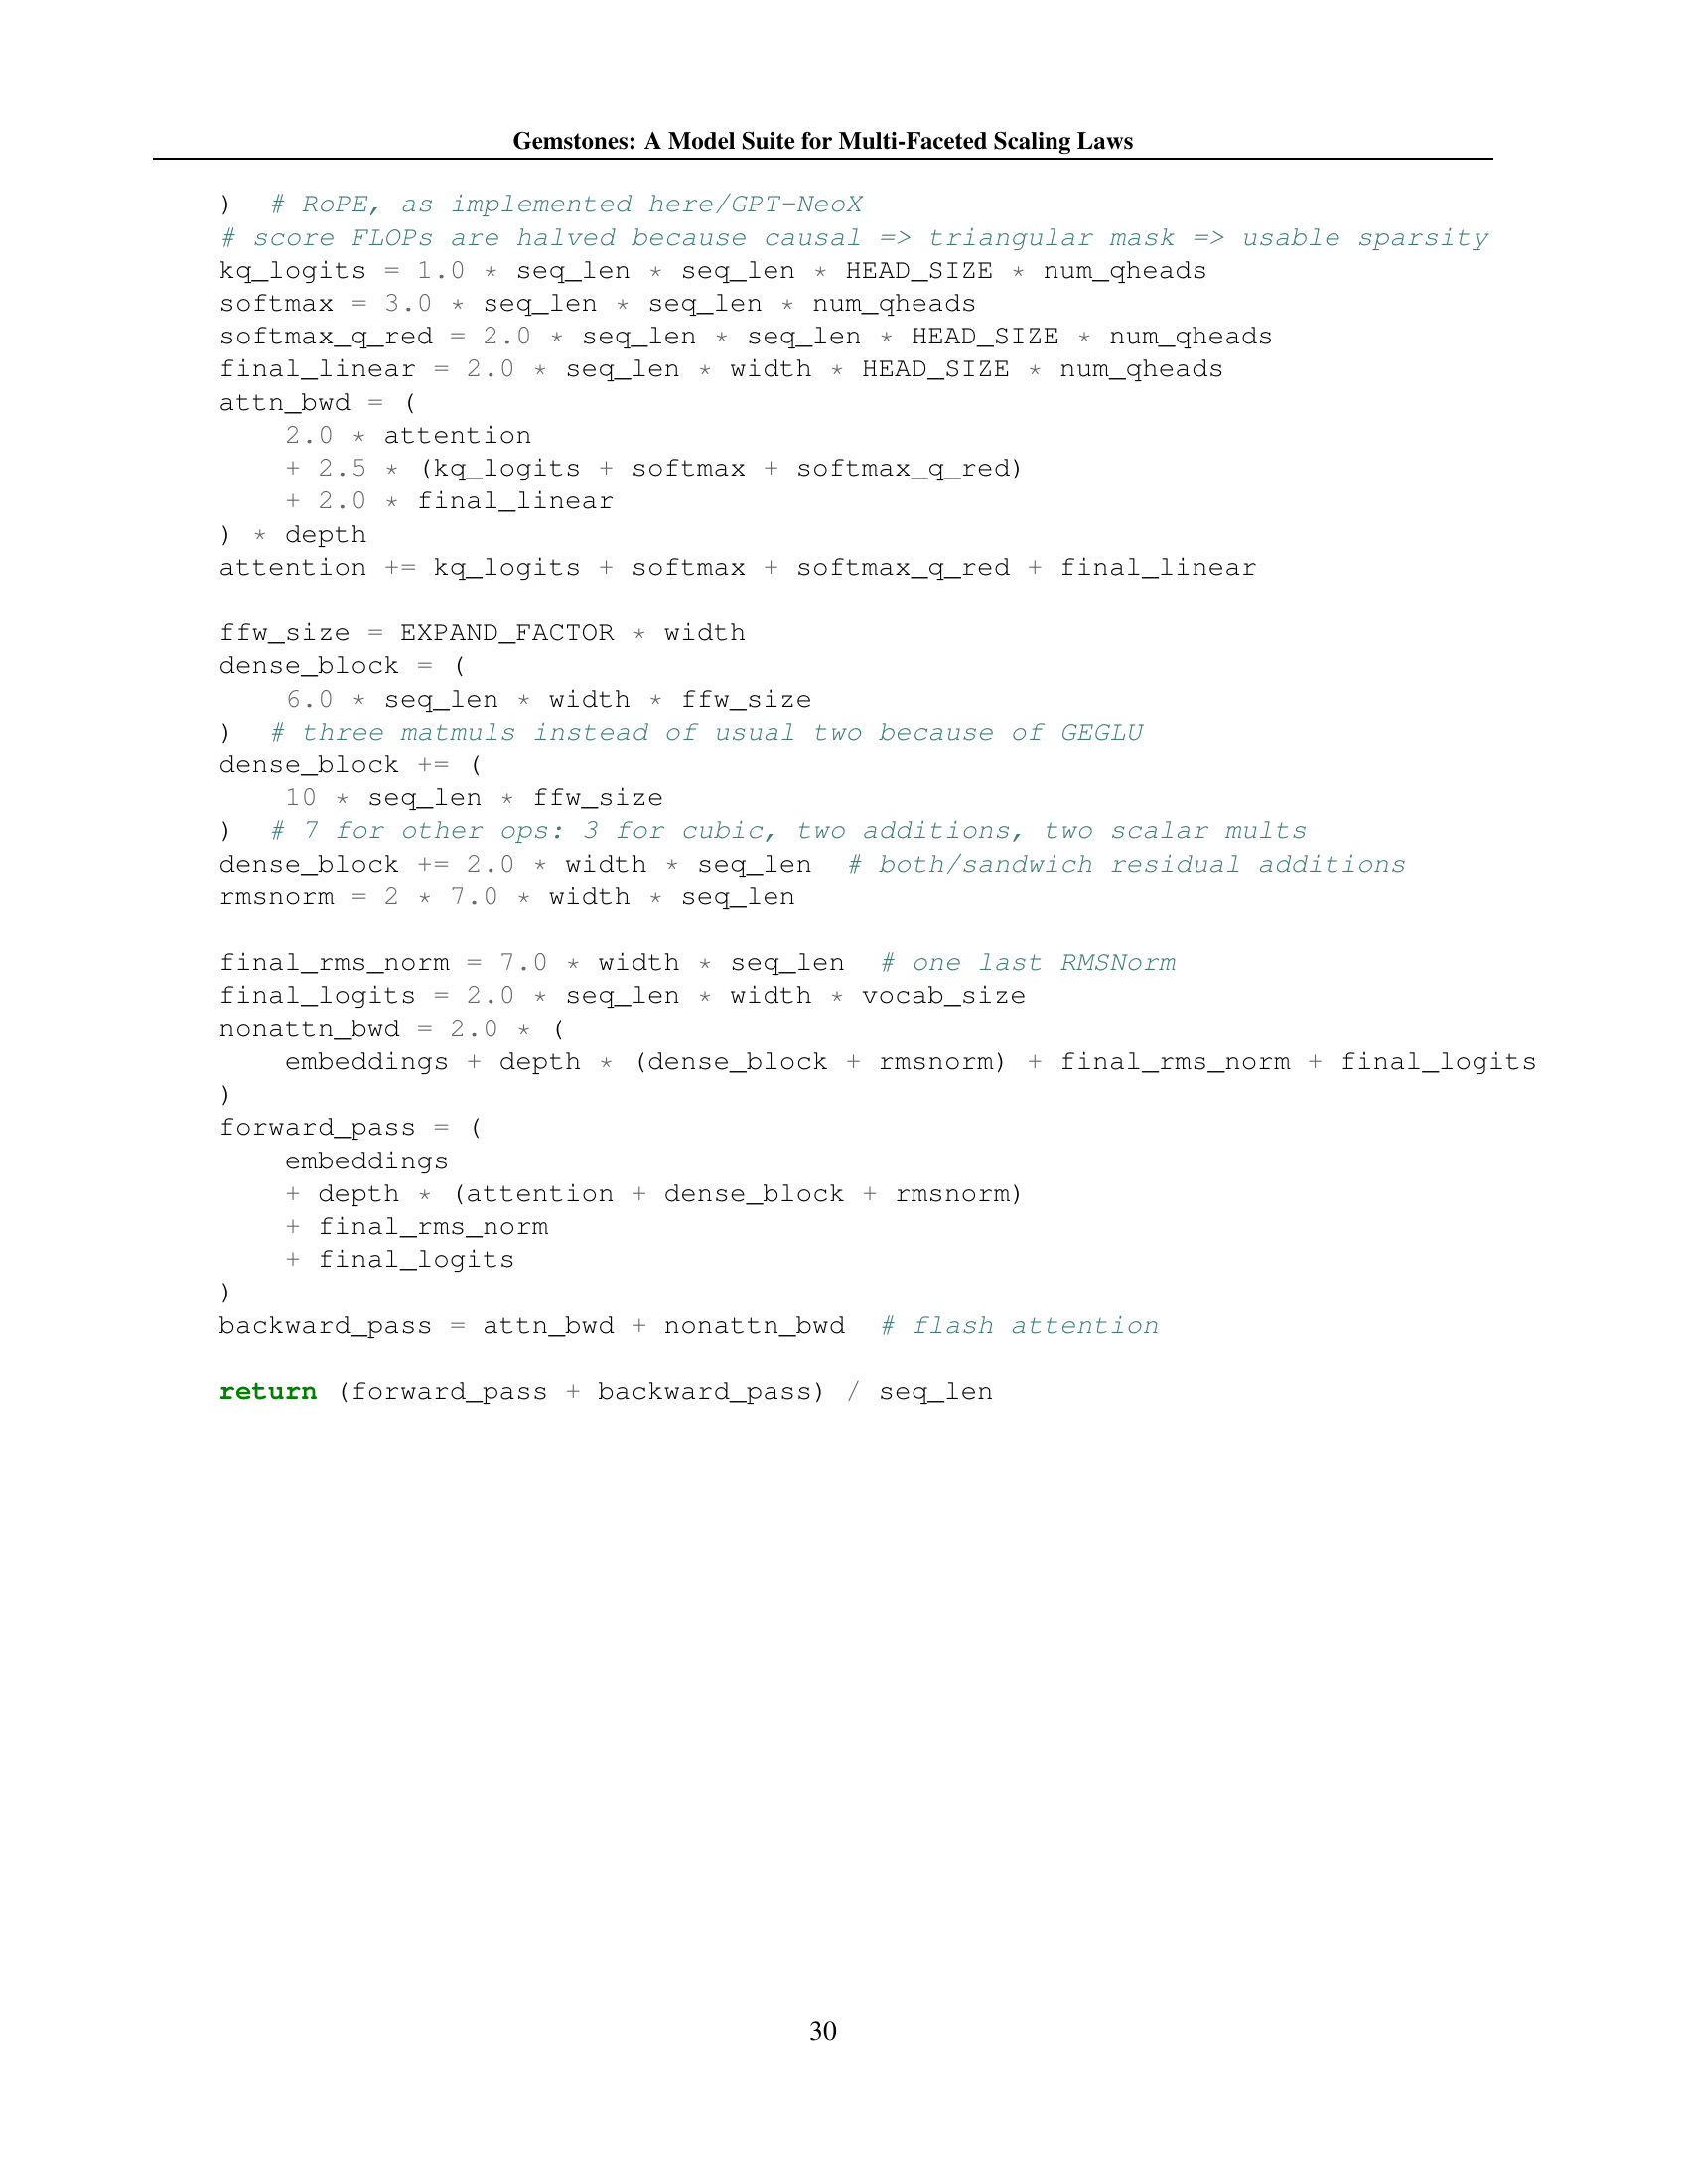 Gemstones: A Model Suite for Multi-Faceted Scaling Laws
)  # RoPE, as implemented here/GPT-NeoX
# score FLOPs are halved because causal => triangular mask => usable sparsity
kq_logits = 1.0 * seq_len * seq_len * HEAD_SIZE * num_qheads
softmax = 3.0 * seq_len * seq_len * num_qheads
softmax_q_red = 2.0 * seq_len * seq_len * HEAD_SIZE * num_qheads
final_linear = 2.0 * seq_len * width * HEAD_SIZE * num_qheads
attn_bwd = (
    2.0 * attention
    + 2.5 * (kq_logits + softmax + softmax_q_red)
    + 2.0 * final_linear
) * depth
attention += kq_logits + softmax + softmax_q_red + final_linear

ffw_size = EXPAND_FACTOR * width
dense_block = (
    6.0 * seq_len * width * ffw_size
)  # three matmuls instead of usual two because of GEGLU
dense_block += (
    10 * seq_len * ffw_size
)  # 7 for other ops: 3 for cubic, two additions, two scalar mults
dense_block += 2.0 * width * seq_len  # both/sandwich residual additions
rmsnorm = 2 * 7.0 * width * seq_len

final_rms_norm = 7.0 * width * seq_len  # one last RMSNorm
final_logits = 2.0 * seq_len * width * vocab_size
nonattn_bwd = 2.0 * (
    embeddings + depth * (dense_block + rmsnorm) + final_rms_norm + final_logits
)
forward_pass = (
    embeddings
    + depth * (attention + dense_block + rmsnorm)
    + final_rms_norm
    + final_logits
)
backward_pass = attn_bwd + nonattn_bwd  # flash attention

return (forward_pass + backward_pass) / seq_len
30